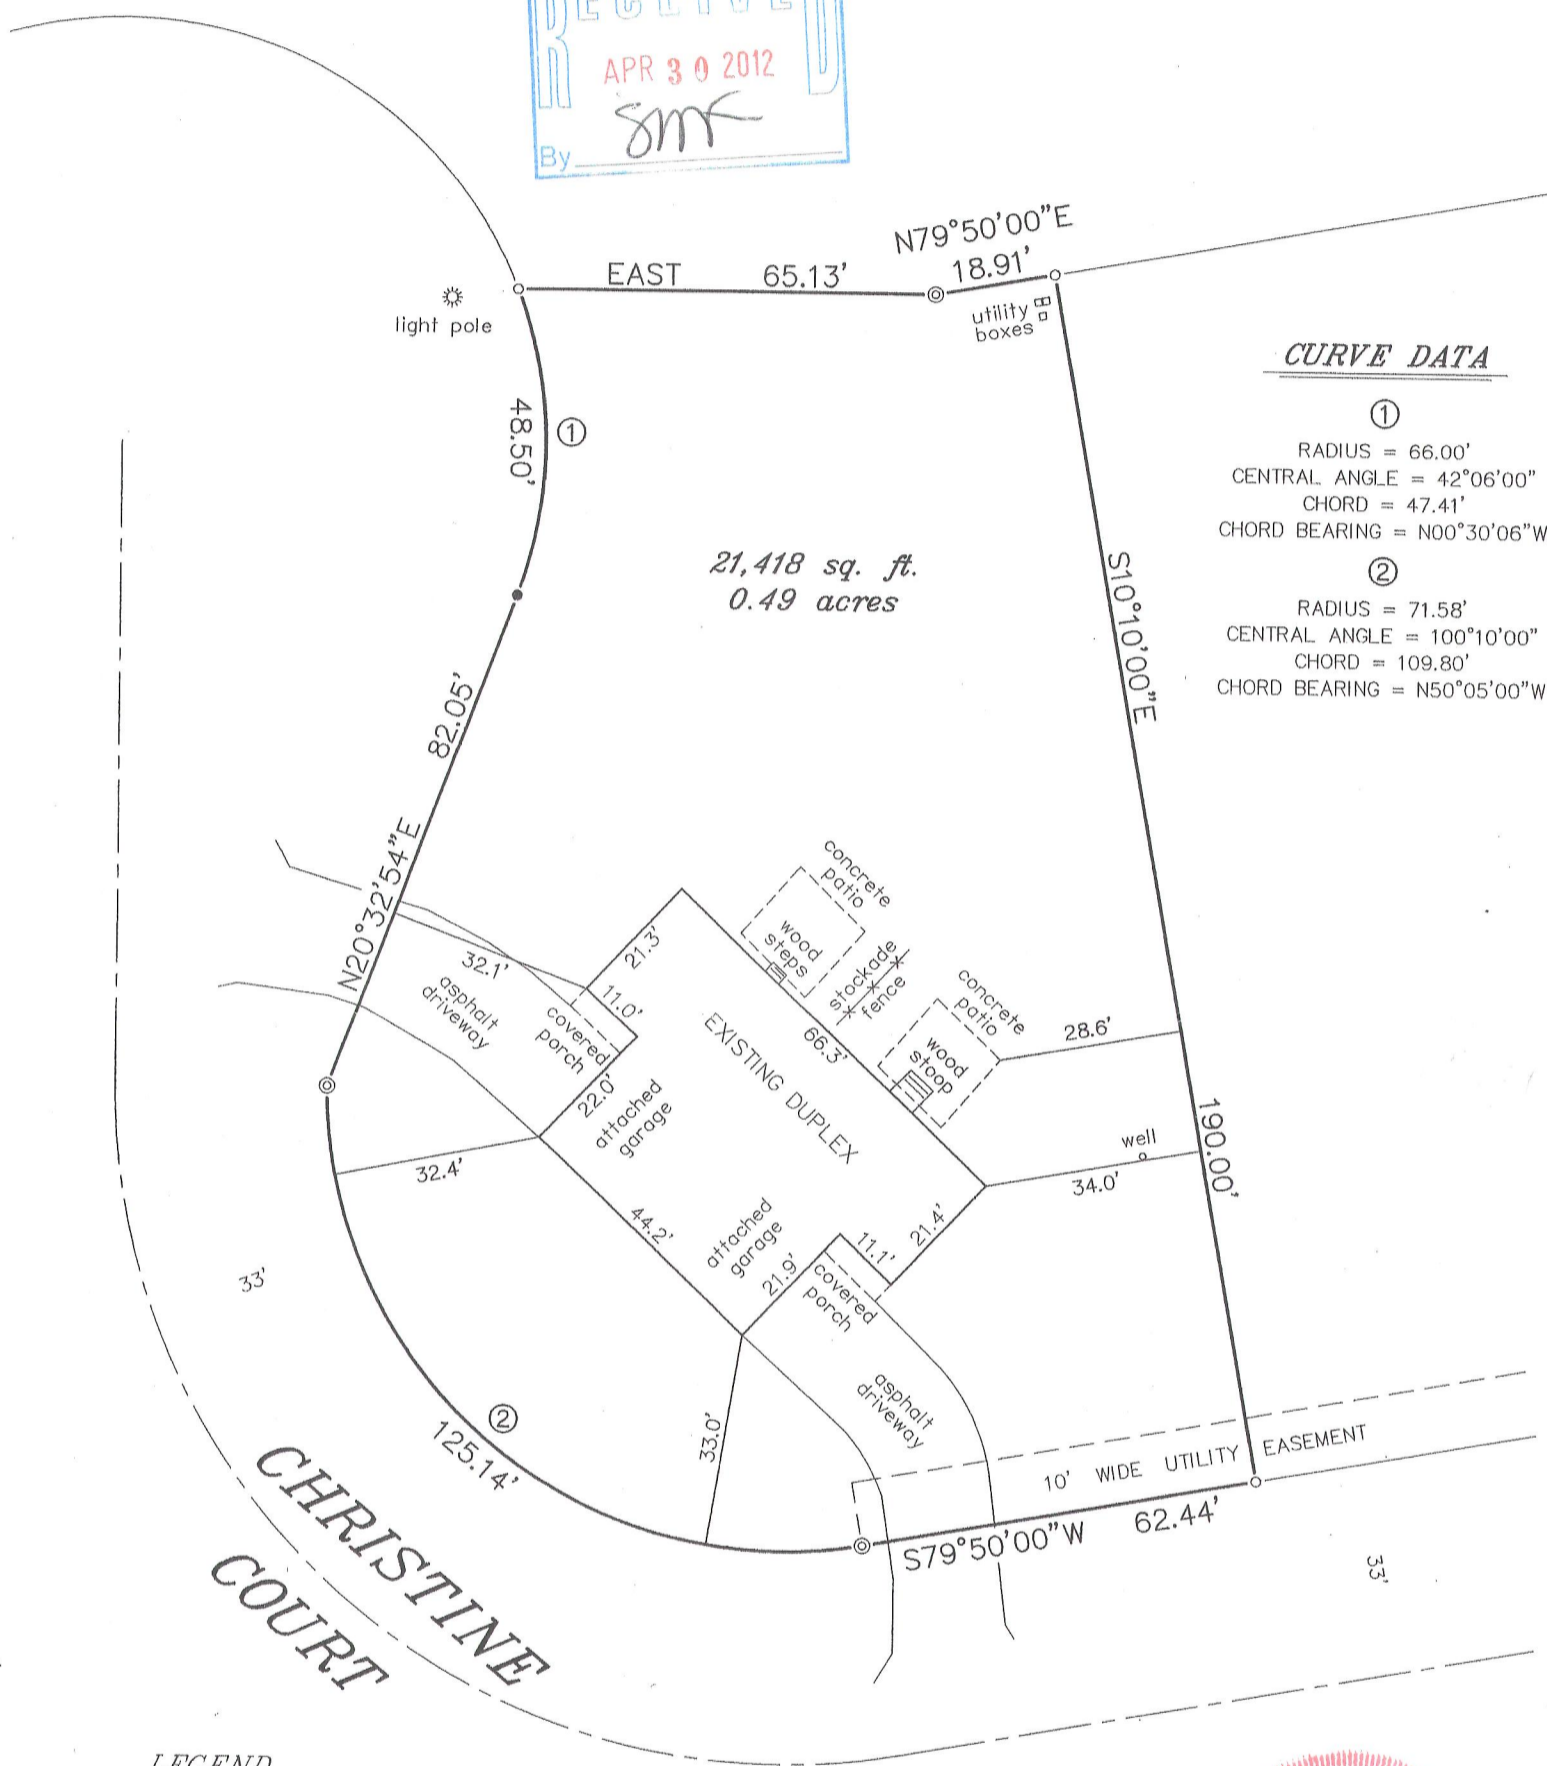 RECEIVED
APR 30 2012
By SMK
N79°50'00"E
18.91'
EAST 65.13'
light pole
utility
boxes
48.50'
①
CURVE DATA
①
RADIUS = 66.00'
CENTRAL ANGLE = 42°06'00"
CHORD = 47.41'
CHORD BEARING = N00°30'06"W
②
RADIUS = 71.58'
CENTRAL ANGLE = 100°10'00"
CHORD = 109.80'
CHORD BEARING = N50°05'00"W
21,418 sq. ft.
0.49 acres
S10°10'00"E
190.00'
82.05'
N20°32'54"E
concrete
patio
wood
steps
stockade
fence
concrete
patio
wood
stoop
28.6'
21.3'
32.1'
11.0'
asphalt
driveway
covered
porch
66.3'
EXISTING DUPLEX
22.0'
attached
garage
well
34.0'
32.4'
44.2'
attached
garage
21.9'
11.1'
21.4'
covered
porch
33'
asphalt
driveway
②
125.14'
33.0'
10' WIDE UTILITY EASEMENT
S79°50'00"W 62.44'
33'
CHRISTINE
COURT
LEGEND